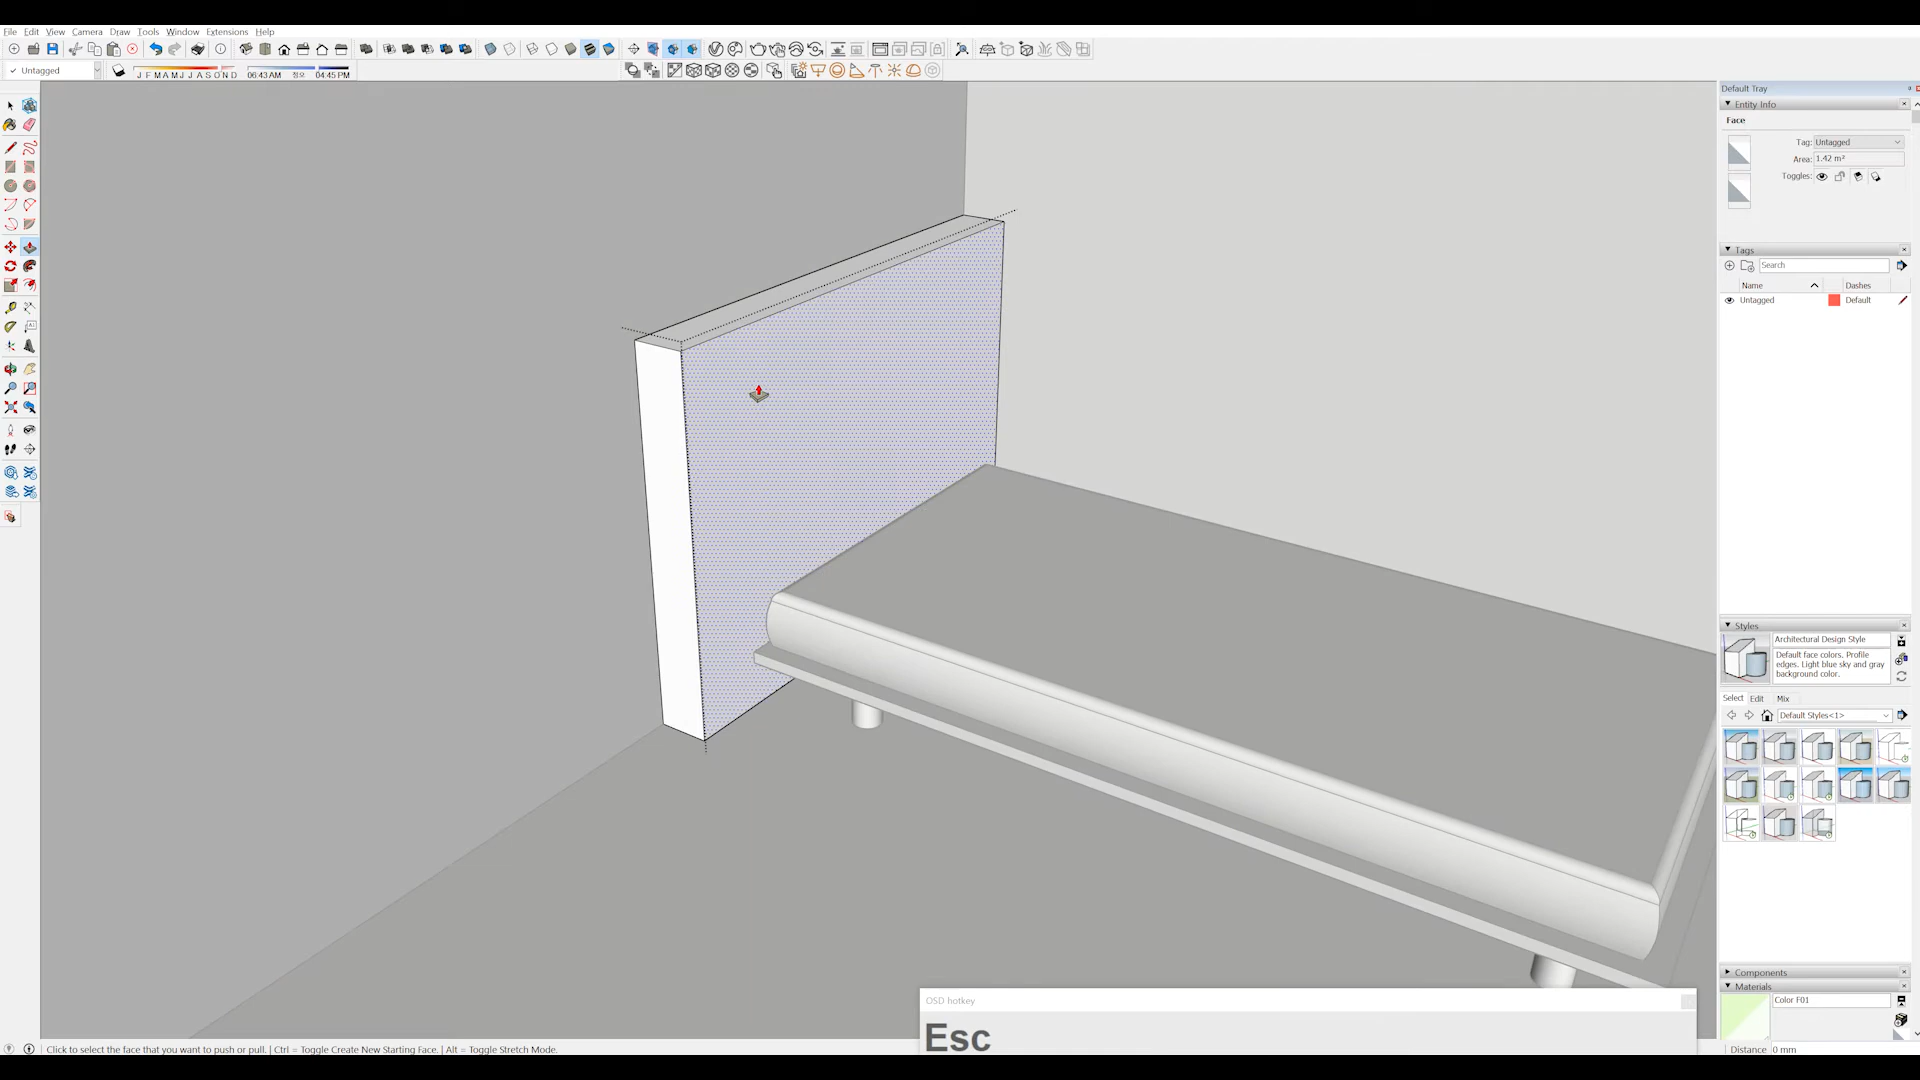 File Edit View Camera Draw Tools Window Extensions Help
Untagged
J F M A M J J A S O N D 06:43 AM 정오 04:45 PM
Default Tray
Entity Info
Face
Tag: Untagged
Area: 1.42 m²
Toggles:
Tags
Search
Name Dashes
Untagged Default
Styles
Architectural Design Style
Default face colors. Profile
edges. Light blue sky and gray
background color.
Select Edit Mix
Default Styles<1>
Components
Materials
Color F01
OSD hotkey
Esc
Click to select the face that you want to push or pull. | Ctrl = Toggle Create New Starting Face. | Alt = Toggle Stretch Mode.
Distance 0 mm